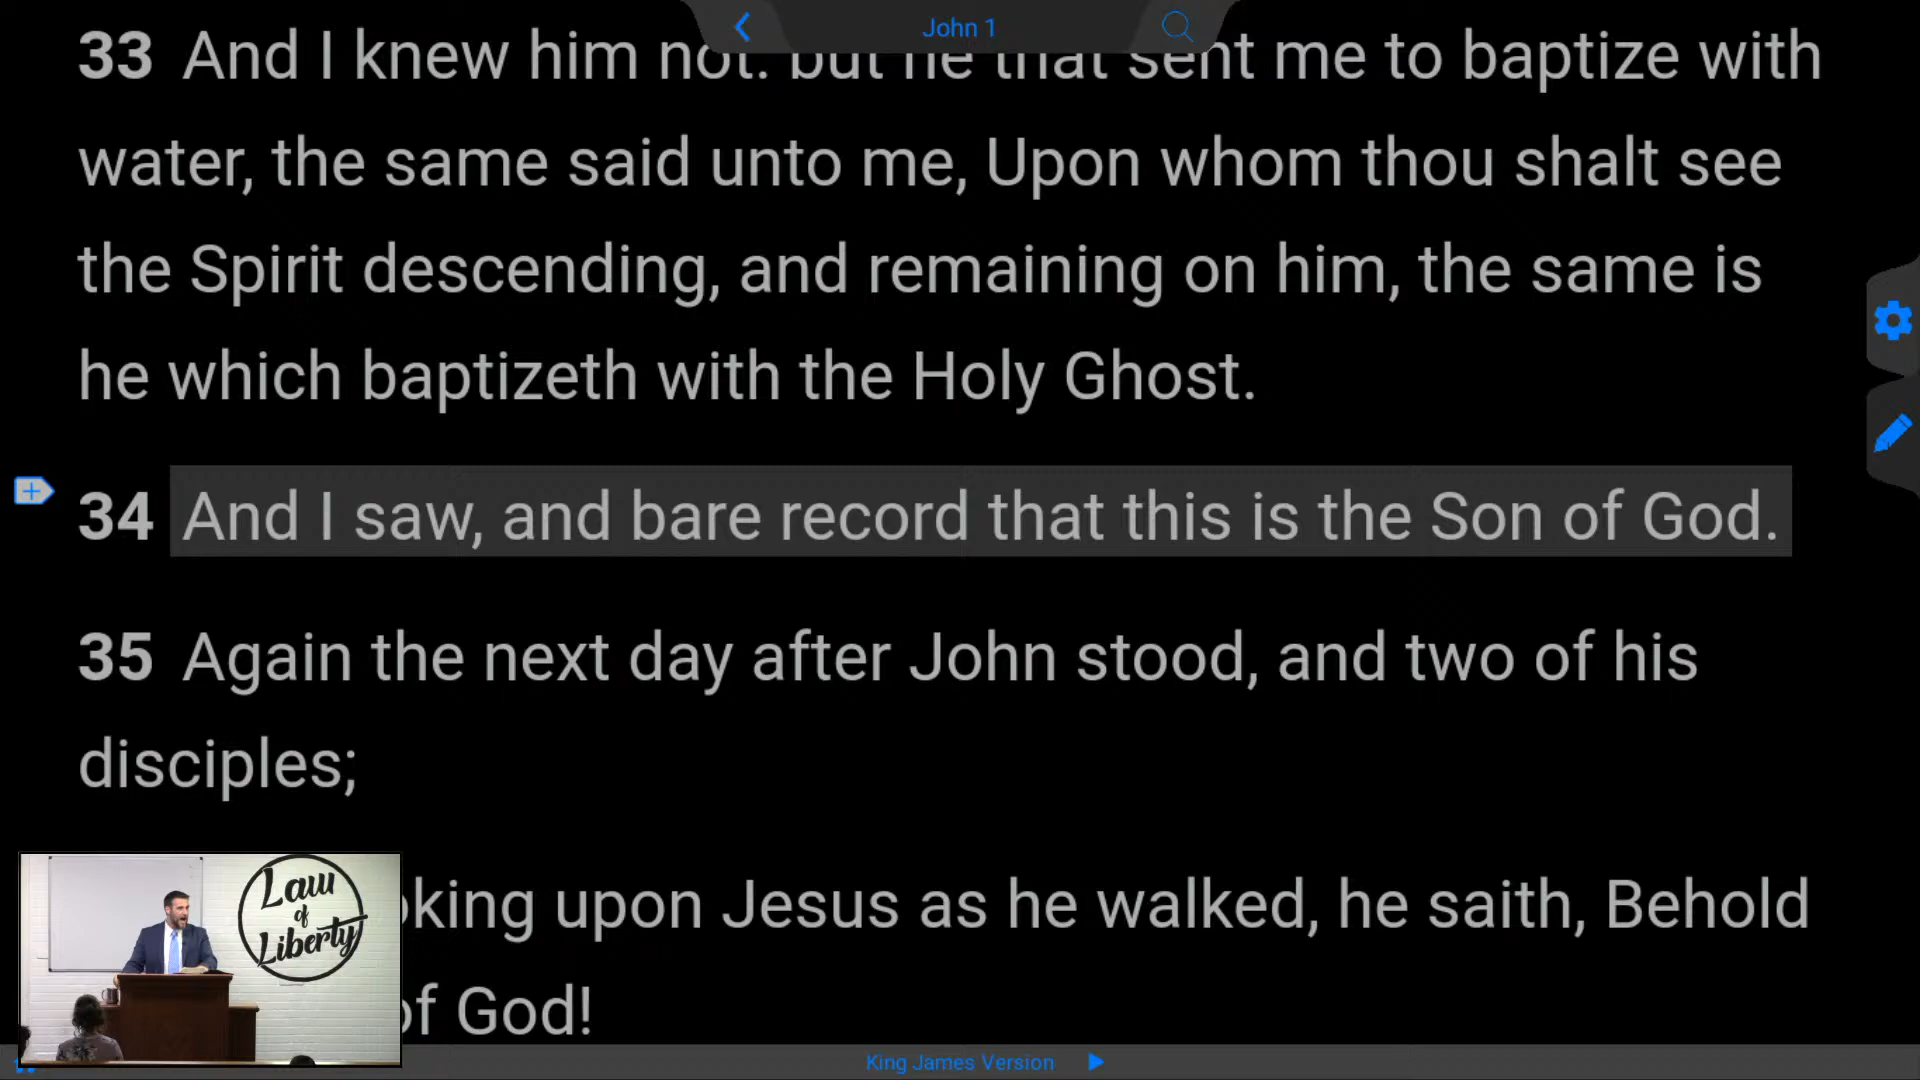 John 1
33 And I knew him not: but he that sent me to baptize with
water, the same said unto me, Upon whom thou shalt see
the Spirit descending, and remaining on him, the same is
he which baptizeth with the Holy Ghost.
34 And I saw, and bare record that this is the Son of God.
35 Again the next day after John stood, and two of his
disciples;
king upon Jesus as he walked, he saith, Behold
of God!
Law
of
Liberty
King James Version